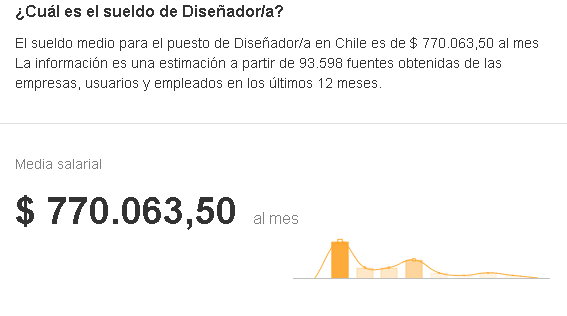 ¿Cuál es el sueldo de Diseñador/a?
El sueldo medio para el puesto de Diseñador/a en Chile es de $ 770.063,50 al mes
La información es una estimación a partir de 93.598 fuentes obtenidas de las
empresas, usuarios y empleados en los últimos 12 meses.
Media salarial
$ 770.063,50 al mes